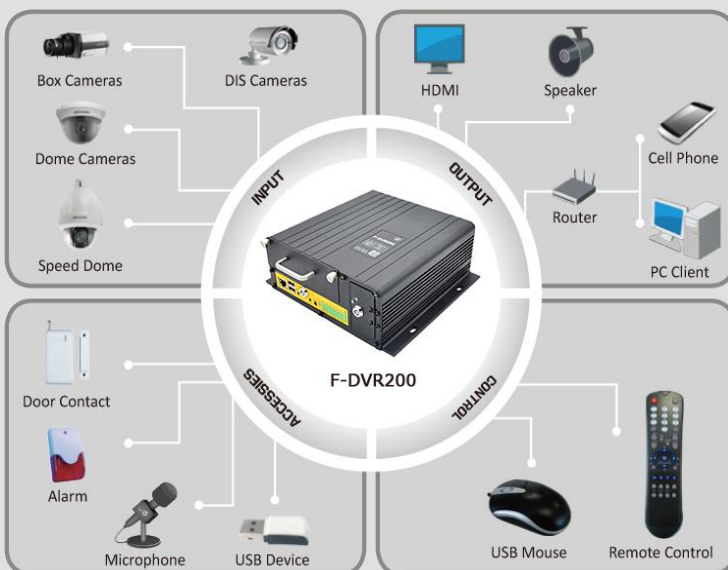 Box Cameras
DIS Cameras
Dome Cameras
Speed Dome
INPUT
HDMI
Speaker
Cell Phone
Router
PC Client
OUTPUT
F-DVR200
Door Contact
Alarm
Microphone
USB Device
ACCESSIES
CONTROL
USB Mouse
Remote Control